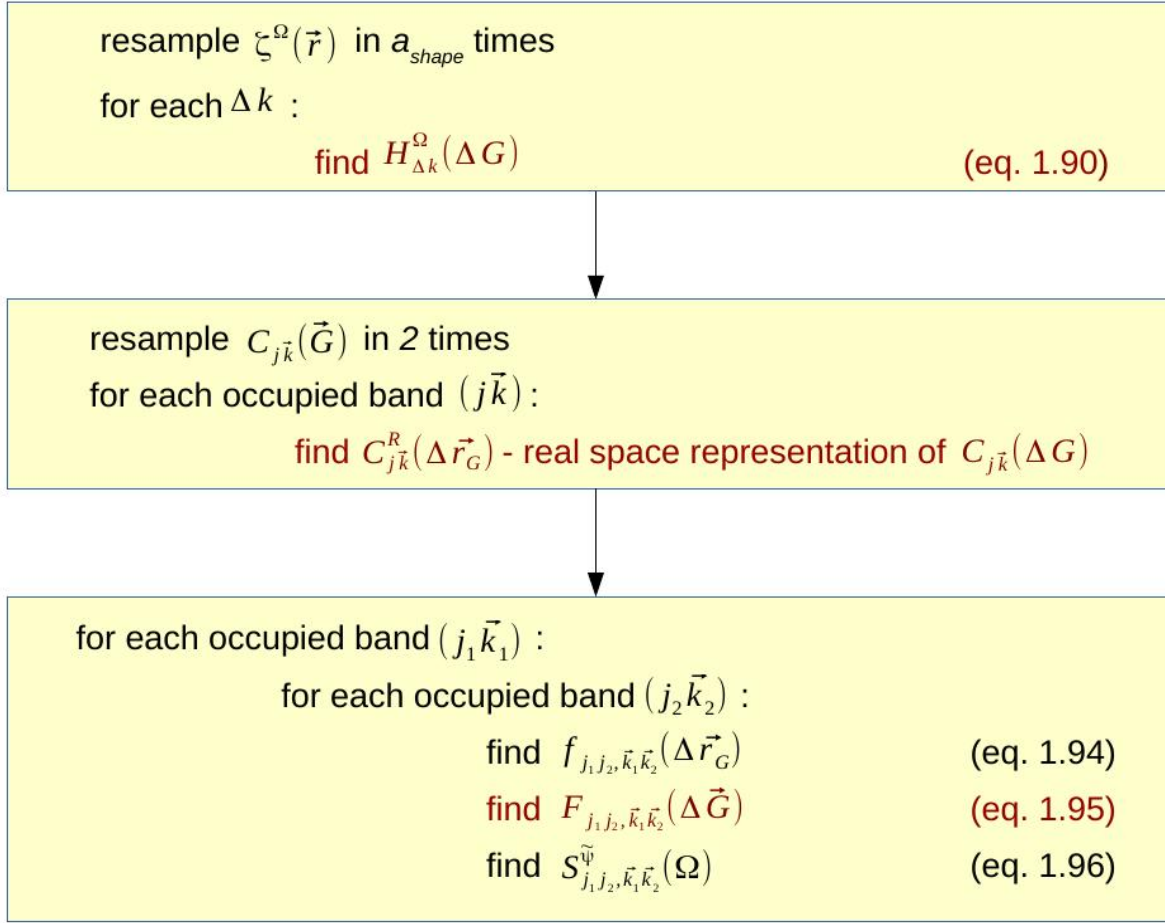 resample ζ^Ω(r⃗) in a_shape times
for each Δk :
find H^Ω_Δk(ΔG) (eq. 1.90)
resample C_jk⃗(G⃗) in 2 times
for each occupied band (jk⃗):
find C^R_jk⃗(Δr⃗_G) - real space representation of C_jk⃗(ΔG)
for each occupied band (j₁k⃗₁) :
for each occupied band (j₂k⃗₂) :
find f_j₁j₂,k⃗₁k⃗₂(Δr⃗_G) (eq. 1.94)
find F_j₁j₂,k⃗₁k⃗₂(ΔG⃗) (eq. 1.95)
find S^ψ̃_j₁j₂,k⃗₁k⃗₂(Ω) (eq. 1.96)